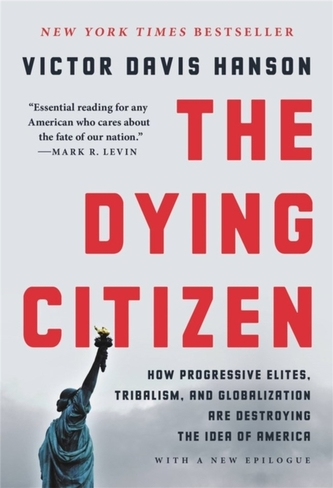 NEW YORK TIMES BESTSELLER
VICTOR DAVIS HANSON
“Essential reading for any
American who cares about
the fate of our nation.”
—MARK R. LEVIN
THE
DYING
CITIZEN
HOW PROGRESSIVE ELITES,
TRIBALISM, AND GLOBALIZATION
ARE DESTROYING
THE IDEA OF AMERICA
WITH A NEW EPILOGUE